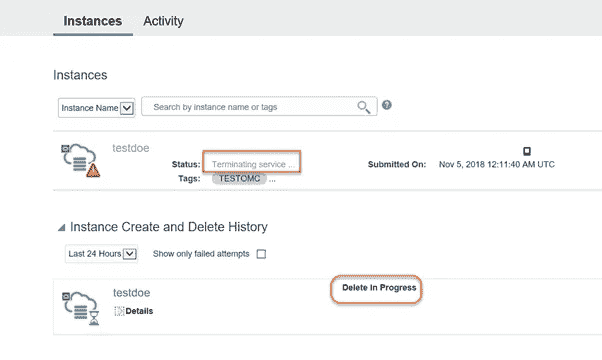 Instances Activity
Instances
Instance Name Search by instance name or tags ?
testdoe
Status: Terminating service ... Submitted On: Nov 5, 2018 12:11:40 AM UTC
Tags: TESTOMC ...
Instance Create and Delete History
Last 24 Hours Show only failed attempts
testdoe Delete In Progress
Details